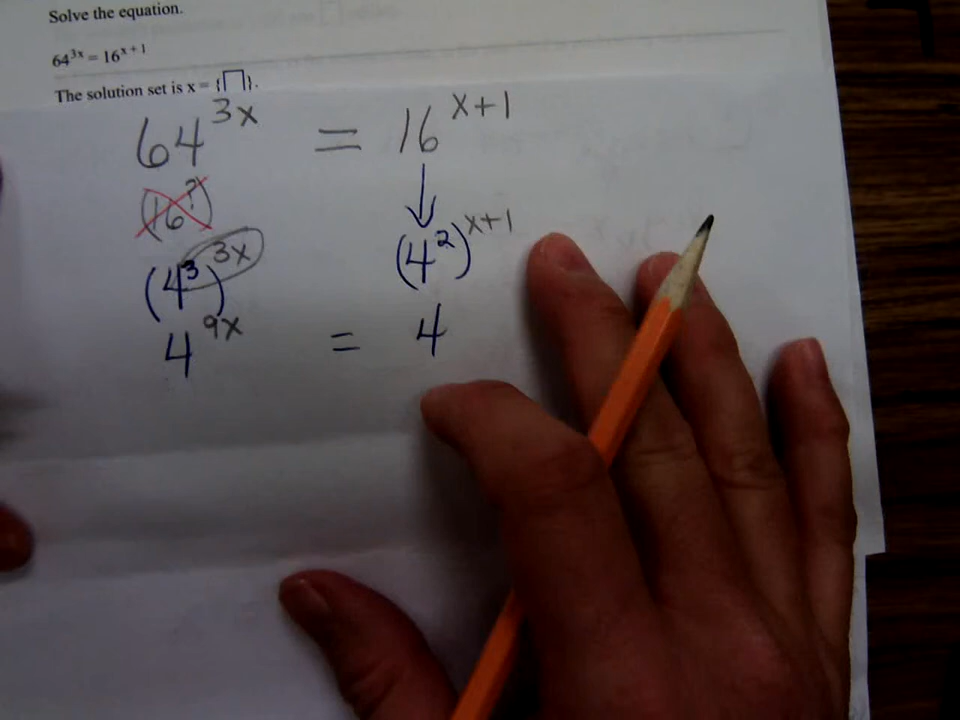 Solve the equation.
64^3x = 16^x + 1
The solution set is x = {☐}.
64^3x = 16^x+1
(16^?) ↓
(4^3)^3x (4^2)^x+1
4^9x = 4